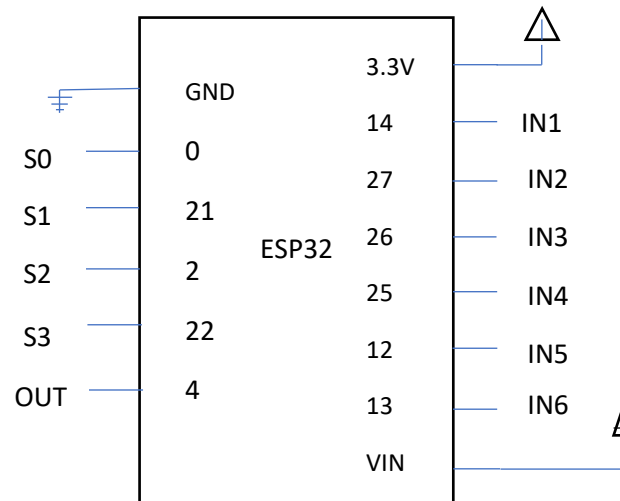 3.3V
GND
14 IN1
S0 0
27 IN2
S1 21
ESP32
26 IN3
S2 2
25 IN4
S3 22
12 IN5
OUT 4
13 IN6
VIN